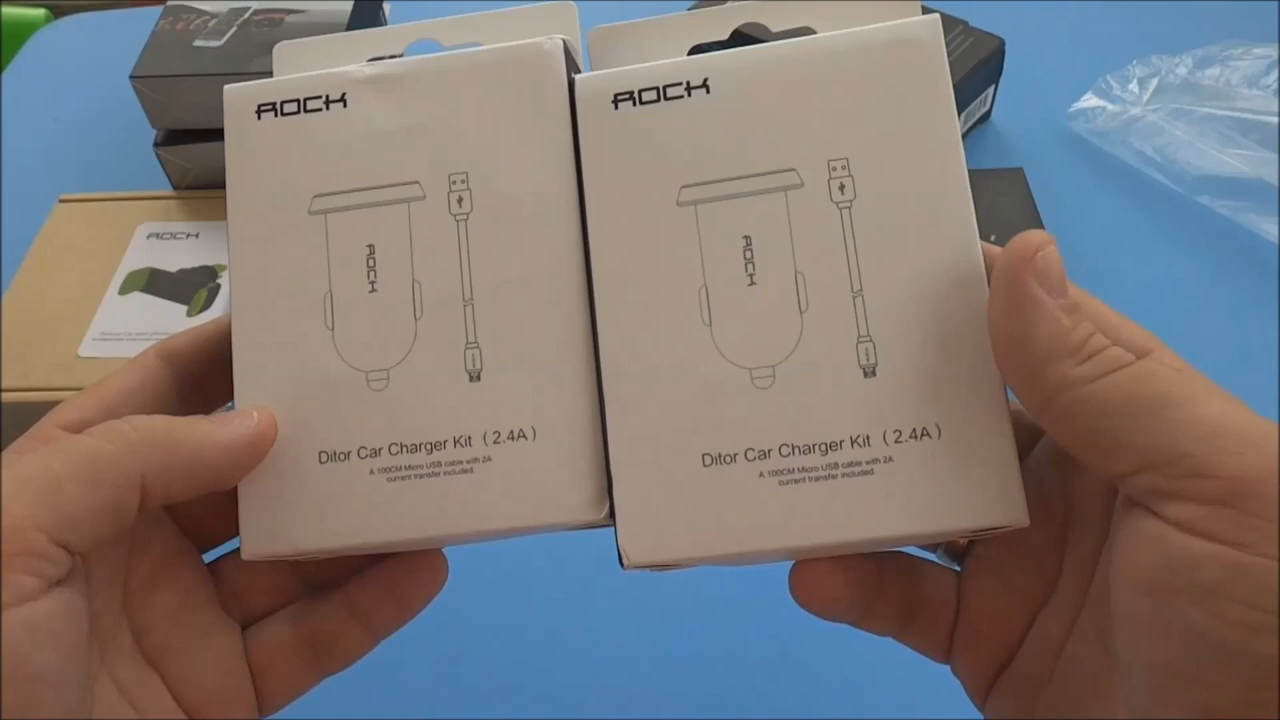 ROCK
ROCK
Ditor Car Charger Kit (2.4A)
A 100CM Micro USB cable with 2A
current transfer included.
ROCK
ROCK
Ditor Car Charger Kit (2.4A)
A 100CM Micro USB cable with 2A
current transfer included.
ROCK